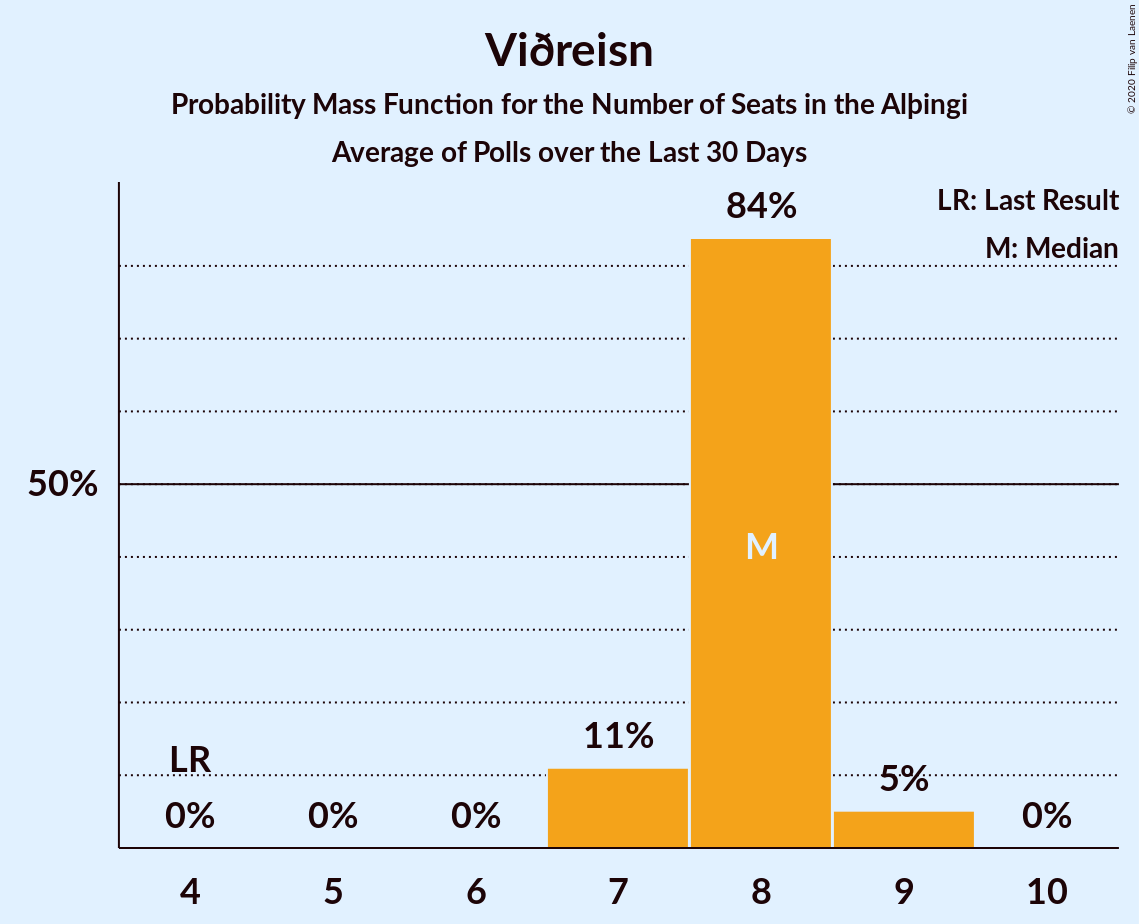 Viðreisn
Probability Mass Function for the Number of Seats in the Alþingi
Average of Polls over the Last 30 Days
© 2020 Filip van Laenen
LR: Last Result
M: Median
84%
50%
M
11%
LR
5%
0% 0% 0% 0%
4 5 6 7 8 9 10